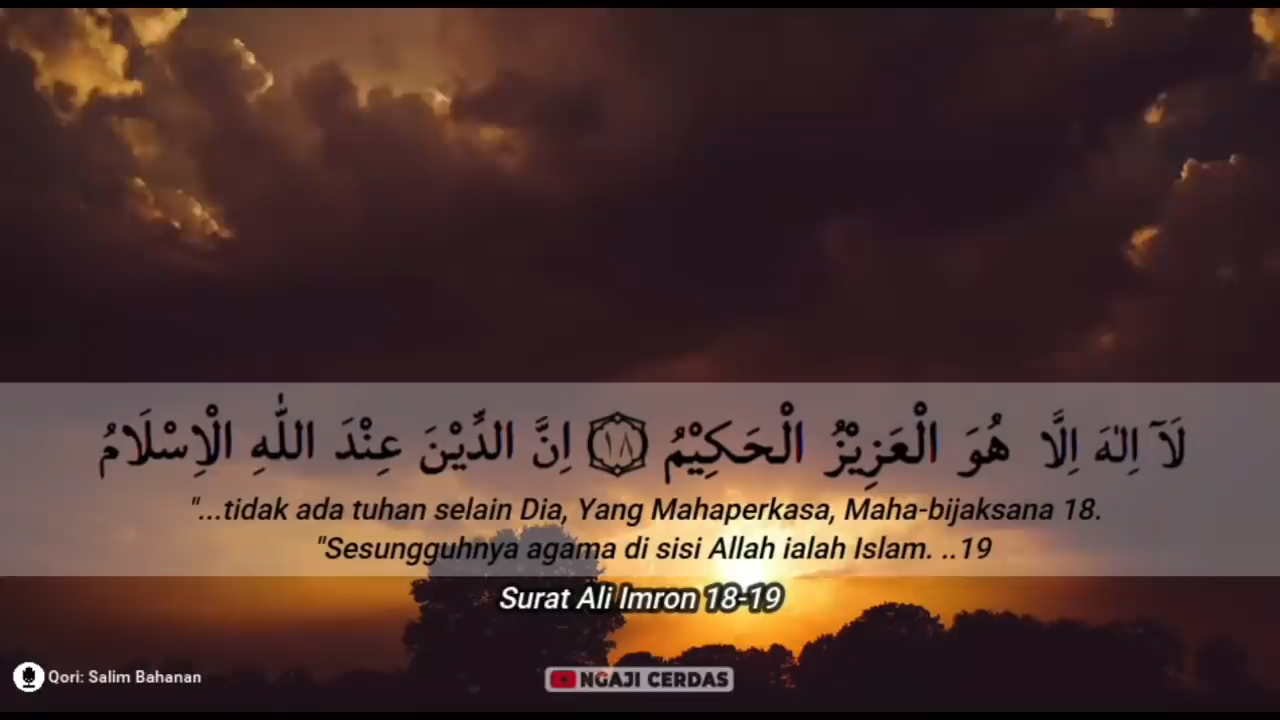 لَآ اِلٰهَ اِلَّا هُوَ الْعَزِيْزُ الْحَكِيْمُ ۝١٨ اِنَّ الدِّيْنَ عِنْدَ اللّٰهِ الْاِسْلَامُ
"...tidak ada tuhan selain Dia, Yang Mahaperkasa, Maha-bijaksana 18.
"Sesungguhnya agama di sisi Allah ialah Islam. ..19
Surat Ali Imron 18-19
Qori: Salim Bahanan
NGAJI CERDAS